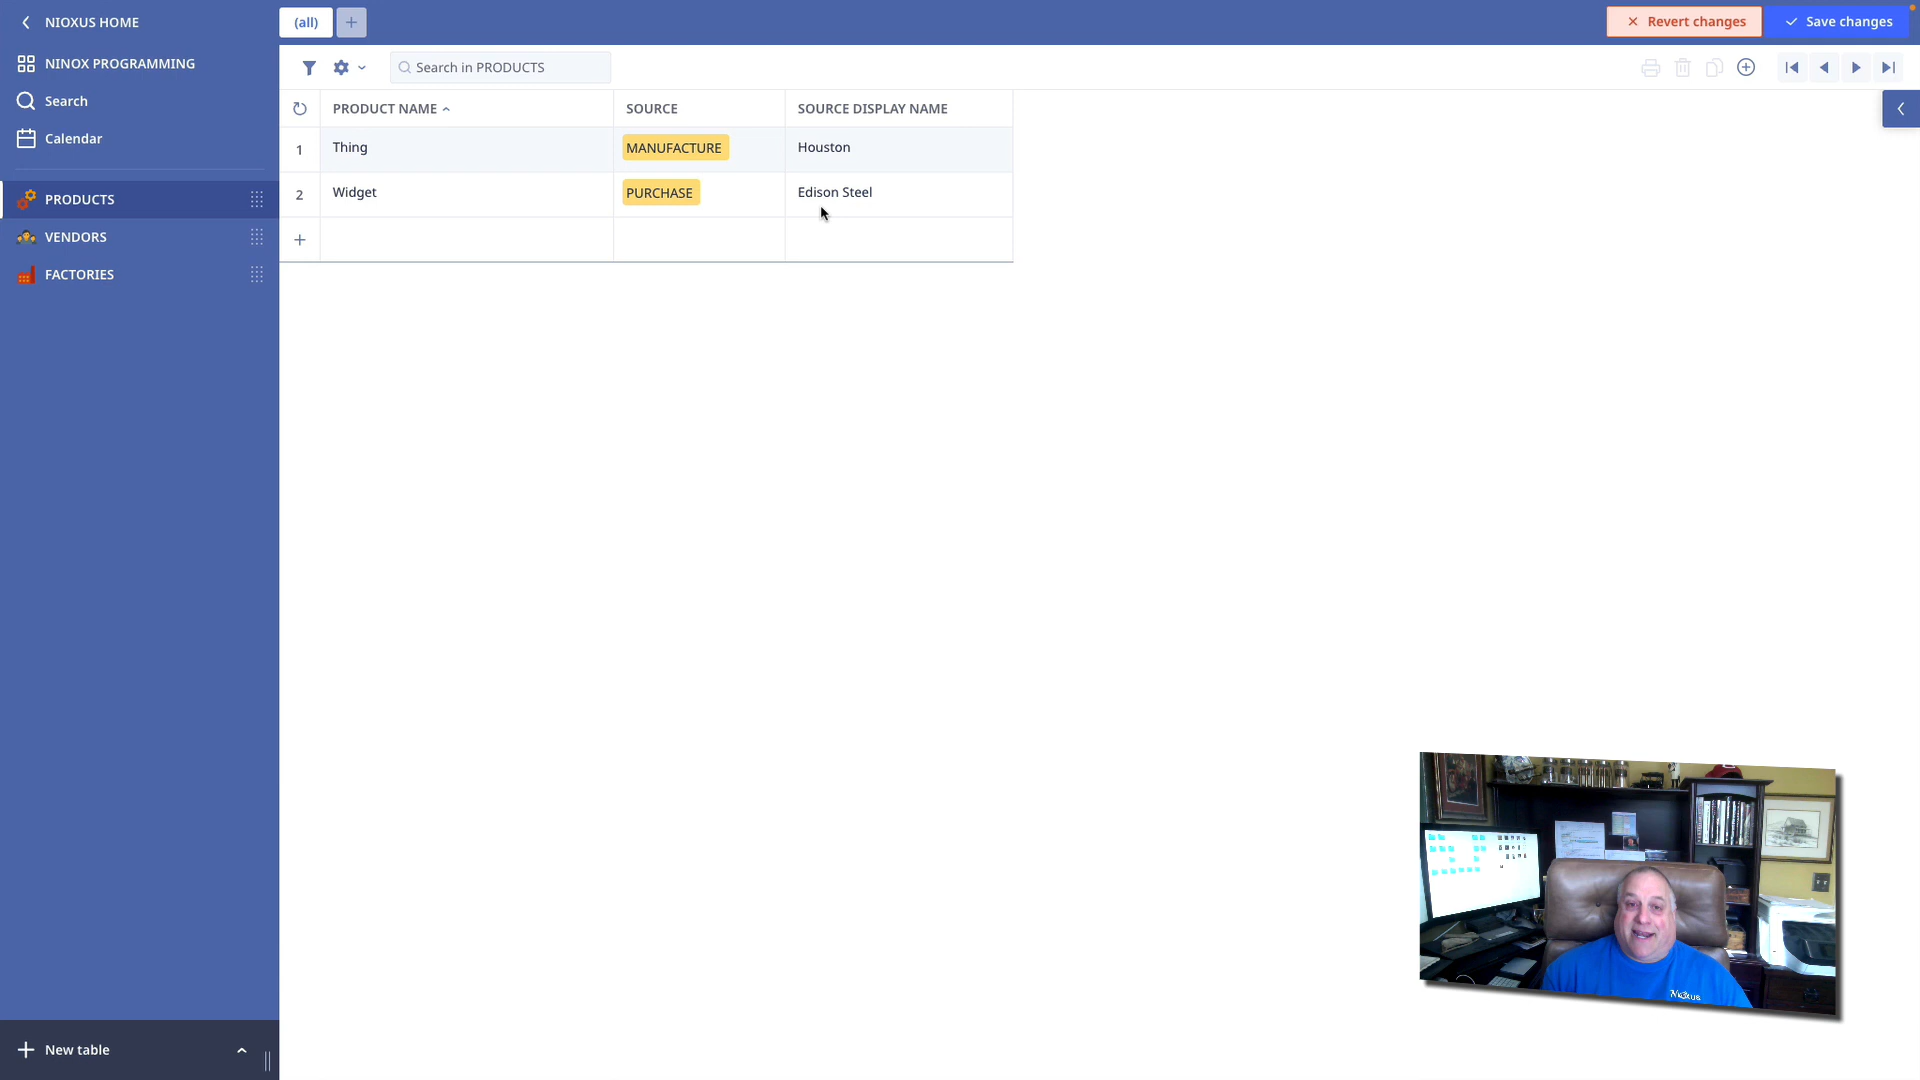 NIOXUS HOME
(all)
+
Revert changes
Save changes
NINOX PROGRAMMING
Search in PRODUCTS
Search
Calendar
PRODUCT NAME
SOURCE
SOURCE DISPLAY NAME
1
Thing
MANUFACTURE
Houston
2
Widget
PURCHASE
Edison Steel
+
PRODUCTS
VENDORS
FACTORIES
New table